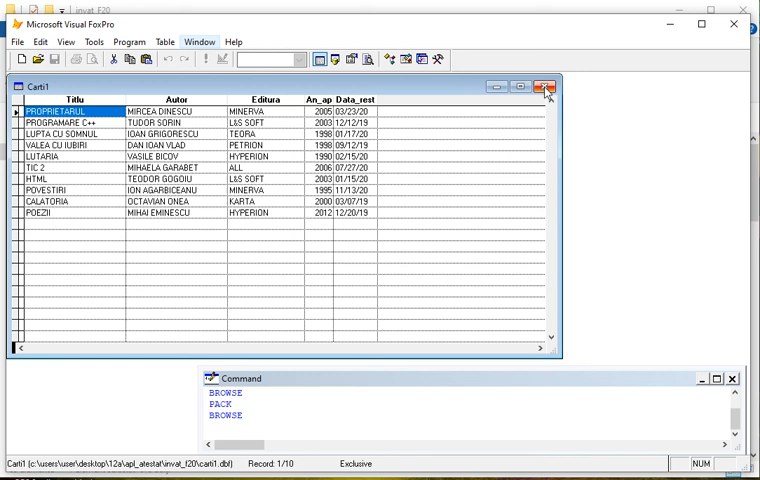 invat_F20
Microsoft Visual FoxPro
File Edit View Tools Program Table Window Help
Carti1
Titlu Autor Editura An_ap Data_rest
PROPRIETARUL MIRCEA DINESCU MINERVA 2005 03/23/20
PROGRAMARE C++ TUDOR SORIN L&S SOFT 2003 12/12/19
LUPTA CU SOMNUL IOAN GRIGORESCU TEORA 1998 01/17/20
VALEA CU IUBIRI DAN IOAN VLAD PETRION 1998 09/12/19
LUTARIA VASILE BICOV HYPERION 1990 02/15/20
TIC 2 MIHAELA GARABET ALL 2006 07/27/20
HTML TEODOR GOGOIU L&S SOFT 2003 01/15/20
POVESTIRI ION AGARBICEANU MINERVA 1995 11/13/20
CALATORIA OCTAVIAN ONEA KARTA 2000 03/07/19
POEZII MIHAI EMINESCU HYPERION 2012 12/20/19
Command
BROWSE
PACK
BROWSE
Carti1 (c:\users\user\desktop\12a\apl_atestat\invat_f20\carti1.dbf) Record: 1/10 Exclusive NUM